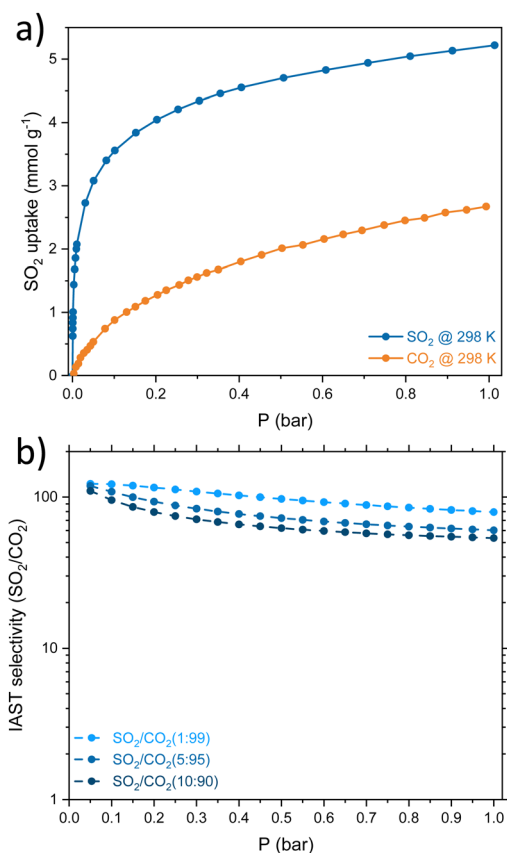 a)
SO₂ uptake (mmol g⁻¹)
5
4
3
2
1
0
SO₂ @ 298 K
CO₂ @ 298 K
0.0 0.2 0.4 0.6 0.8 1.0
P (bar)
b)
IAST selectivity (SO₂/CO₂)
100
10
1
SO₂/CO₂(1:99)
SO₂/CO₂(5:95)
SO₂/CO₂(10:90)
0.0 0.1 0.2 0.3 0.4 0.5 0.6 0.7 0.8 0.9 1.0
P (bar)